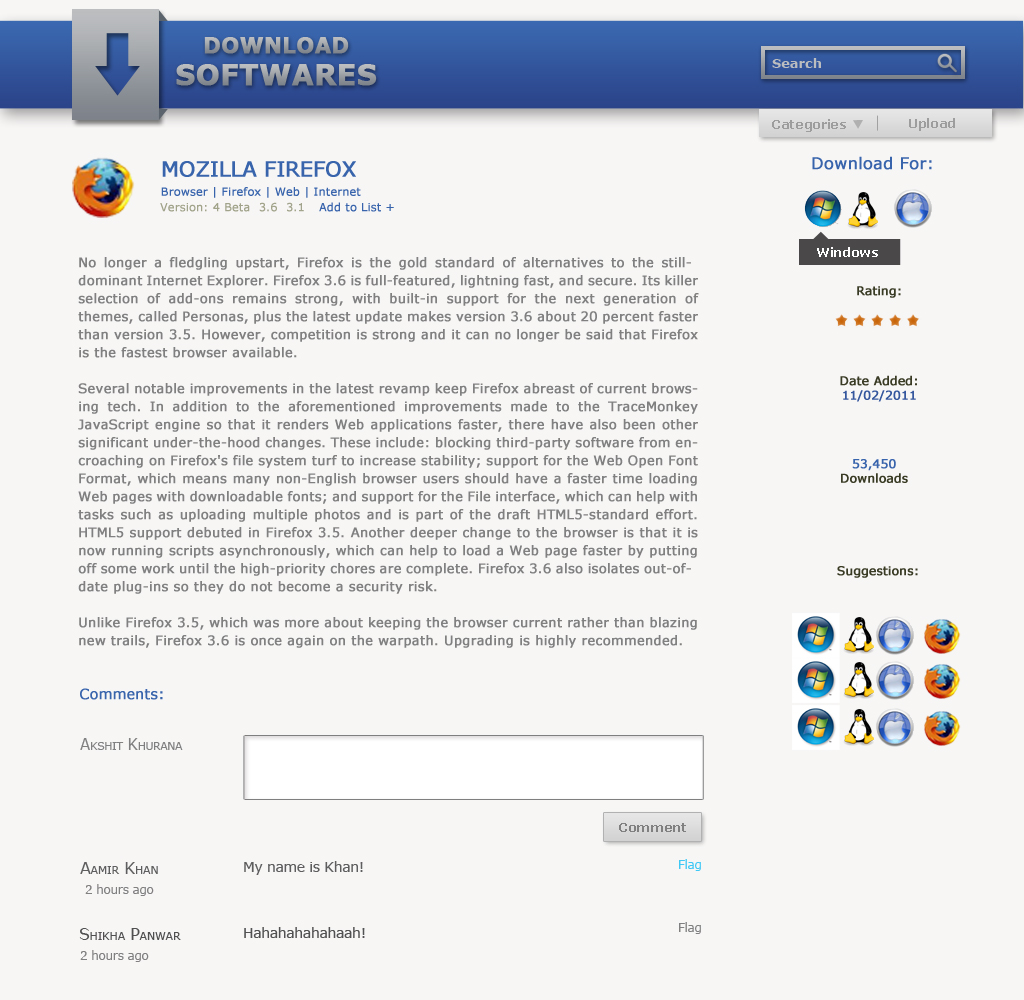 DOWNLOAD
SOFTWARES
Search
Categories
Upload
MOZILLA FIREFOX
Browser | Firefox | Web | Internet
Version: 4 Beta 3.6 3.1 Add to List +
No longer a fledgling upstart, Firefox is the gold standard of alternatives to the still-
dominant Internet Explorer. Firefox 3.6 is full-featured, lightning fast, and secure. Its killer
selection of add-ons remains strong, with built-in support for the next generation of
themes, called Personas, plus the latest update makes version 3.6 about 20 percent faster
than version 3.5. However, competition is strong and it can no longer be said that Firefox
is the fastest browser available.
Several notable improvements in the latest revamp keep Firefox abreast of current brows-
ing tech. In addition to the aforementioned improvements made to the TraceMonkey
JavaScript engine so that it renders Web applications faster, there have also been other
significant under-the-hood changes. These include: blocking third-party software from en-
croaching on Firefox's file system turf to increase stability; support for the Web Open Font
Format, which means many non-English browser users should have a faster time loading
Web pages with downloadable fonts; and support for the File interface, which can help with
tasks such as uploading multiple photos and is part of the draft HTML5-standard effort.
HTML5 support debuted in Firefox 3.5. Another deeper change to the browser is that it is
now running scripts asynchronously, which can help to load a Web page faster by putting
off some work until the high-priority chores are complete. Firefox 3.6 also isolates out-of-
date plug-ins so they do not become a security risk.
Unlike Firefox 3.5, which was more about keeping the browser current rather than blazing
new trails, Firefox 3.6 is once again on the warpath. Upgrading is highly recommended.
Comments:
Akshit Khurana
Comment
Aamir Khan
2 hours ago
My name is Khan!
Flag
Shikha Panwar
2 hours ago
Hahahahahahaah!
Flag
Download For:
Windows
Rating:
Date Added:
11/02/2011
53,450
Downloads
Suggestions: